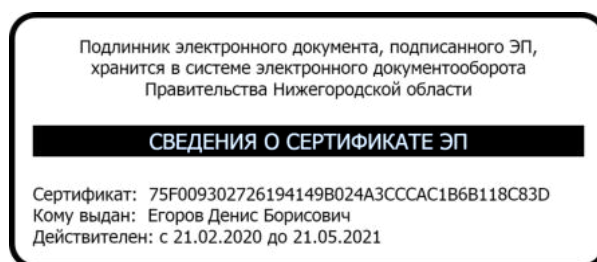 Подлинник электронного документа, подписанного ЭП,
хранится в системе электронного документооборота
Правительства Нижегородской области
СВЕДЕНИЯ О СЕРТИФИКАТЕ ЭП
Сертификат: 75F009302726194149B024A3CCCAC1B6B118C83D
Кому выдан: Егоров Денис Борисович
Действителен: с 21.02.2020 до 21.05.2021